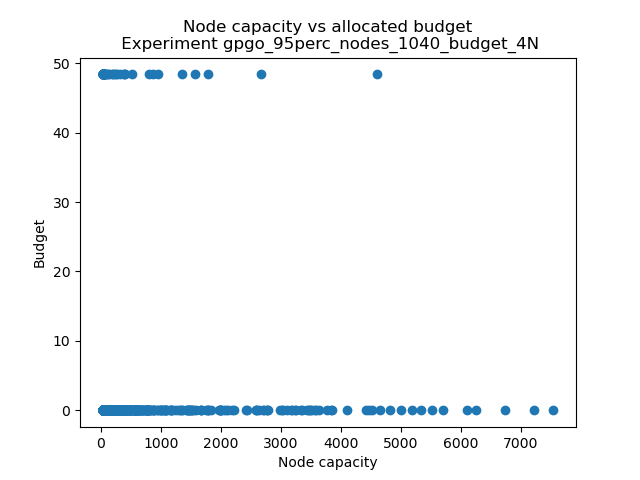 Node capacity vs allocated budget
Experiment gpgo_95perc_nodes_1040_budget_4N
50
40
30
20
10
0
Budget
0 1000 2000 3000 4000 5000 6000 7000
Node capacity